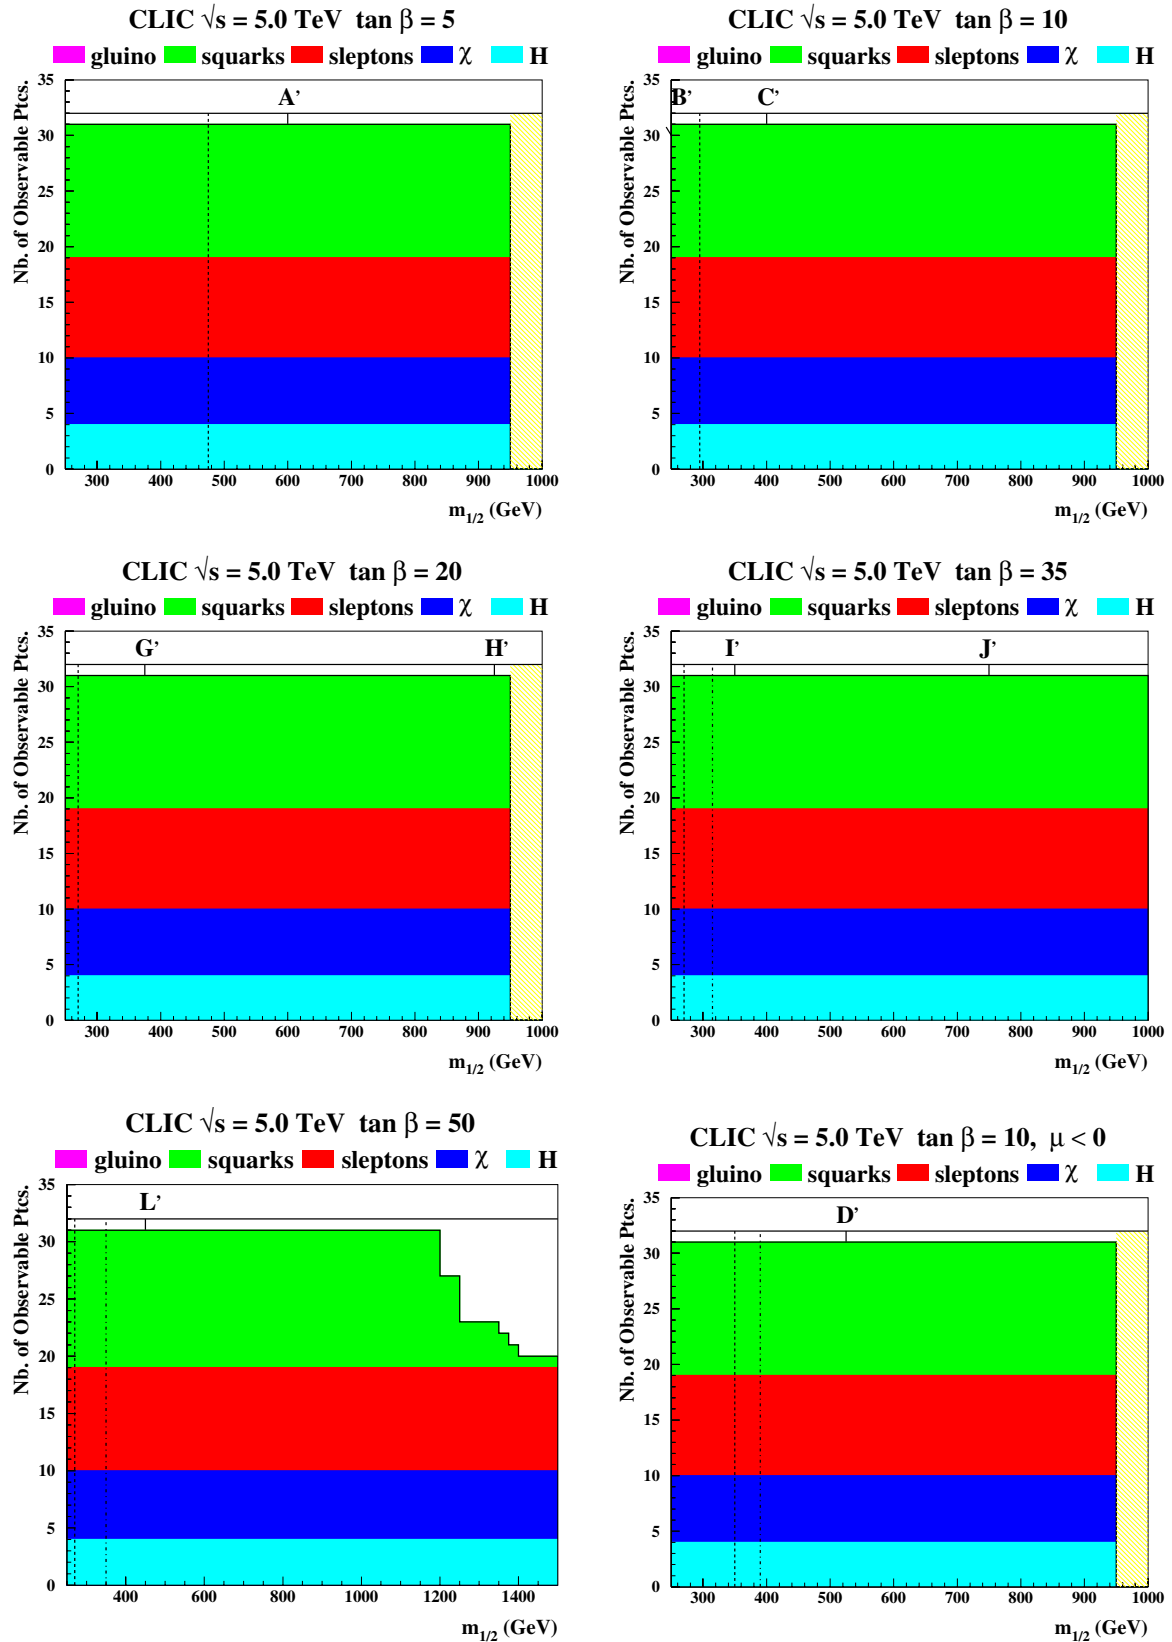 CLIC √s = 5.0 TeV tan β = 5
gluino squarks sleptons χ H
Nb. of Observable Ptcs.
35
30
25
20
15
10
5
0
A’
300 400 500 600 700 800 900 1000
m1/2 (GeV)
CLIC √s = 5.0 TeV tan β = 10
gluino squarks sleptons χ H
Nb. of Observable Ptcs.
35
30
25
20
15
10
5
0
B’ C’
300 400 500 600 700 800 900 1000
m1/2 (GeV)
CLIC √s = 5.0 TeV tan β = 20
gluino squarks sleptons χ H
Nb. of Observable Ptcs.
35
30
25
20
15
10
5
0
G’ H’
300 400 500 600 700 800 900 1000
m1/2 (GeV)
CLIC √s = 5.0 TeV tan β = 35
gluino squarks sleptons χ H
Nb. of Observable Ptcs.
35
30
25
20
15
10
5
0
I’ J’
300 400 500 600 700 800 900 1000
m1/2 (GeV)
CLIC √s = 5.0 TeV tan β = 50
gluino squarks sleptons χ H
Nb. of Observable Ptcs.
35
30
25
20
15
10
5
0
L’
400 600 800 1000 1200 1400
m1/2 (GeV)
CLIC √s = 5.0 TeV tan β = 10, μ < 0
gluino squarks sleptons χ H
Nb. of Observable Ptcs.
35
30
25
20
15
10
5
0
D’
300 400 500 600 700 800 900 1000
m1/2 (GeV)